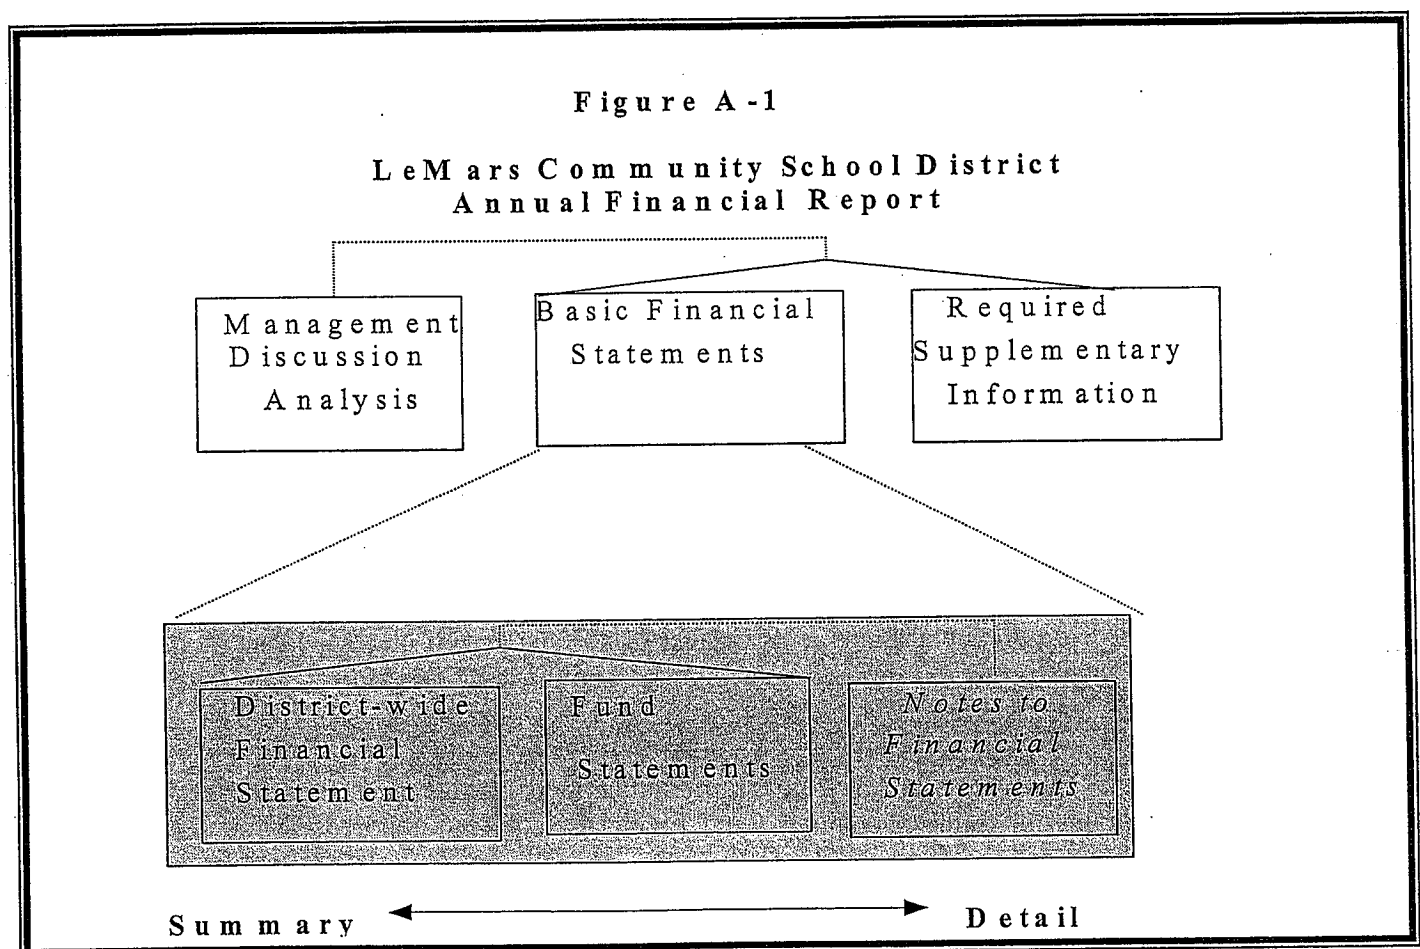 Figure A-1
LeMars Community School District
Annual Financial Report
Management
Discussion
Analysis
Basic Financial
Statements
Required
Supplementary
Information
District-wide
Financial
Statement
Fund
Statements
Notes to
Financial
Statements
Summary
Detail